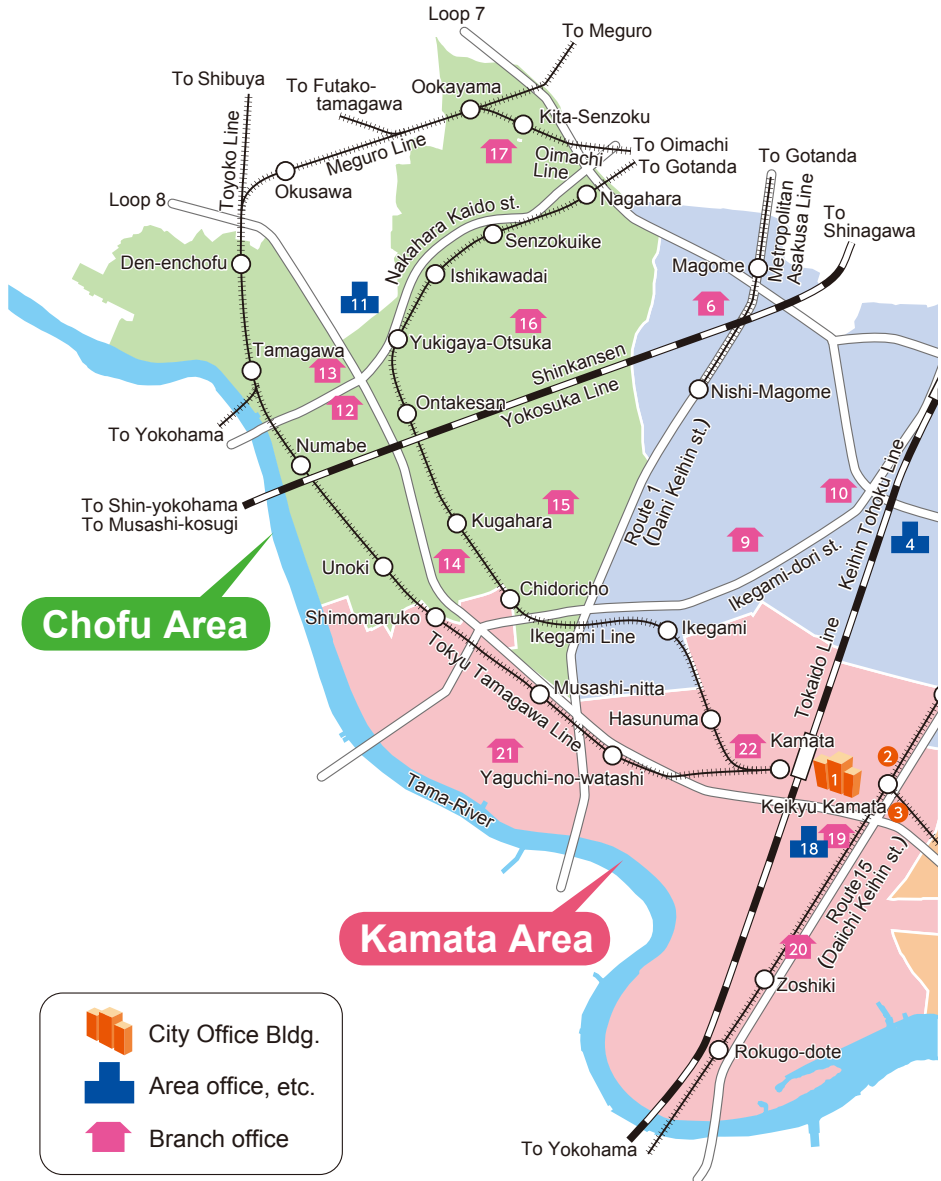 Loop 7
To Meguro
To Shibuya
To Futako-
tamagawa
Ookayama
Kita-Senzoku
17
To Oimachi
Oimachi
Line
To Gotanda
To Gotanda
Meguro Line
Toyoko Line
Okusawa
Nagahara
Metropolitan
Asakusa Line
To
Shinagawa
Loop 8
Nakahara Kaido st.
Senzokuike
Den-enchofu
Ishikawadai
Magome
11
6
16
Yukigaya-Otsuka
Tamagawa
13
Shinkansen
Yokosuka Line
12
Nishi-Magome
Ontakesan
To Yokohama
Numabe
Route 1
(Daini Keihin st.)
Keihin Tohoku Line
10
To Shin-yokohama
To Musashi-kosugi
15
Kugahara
9
4
14
Ikegami-dori st.
Unoki
Chidoricho
Chofu Area
Shimomaruko
Ikegami Line
Ikegami
Tokyu Tamagawa Line
Tokaido Line
Musashi-nitta
Hasunuma
21
22
Kamata
Yaguchi-no-watashi
1
2
Tama-River
Keikyu Kamata
3
18
19
Route15
(Daiichi Keihin st.)
Kamata Area
20
Zoshiki
City Office Bldg.
Rokugo-dote
Area office, etc.
Branch office
To Yokohama